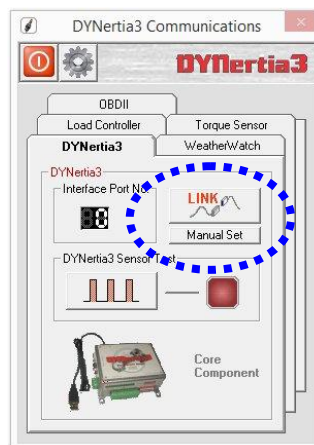 DYNertia3 Communications
DYNertia3
OBDII
Load Controller Torque Sensor
DYNertia3 WeatherWatch
DYNertia3
Interface Port No.
LINK
Manual Set
DYNertia3 Sensor Test
Core
Component